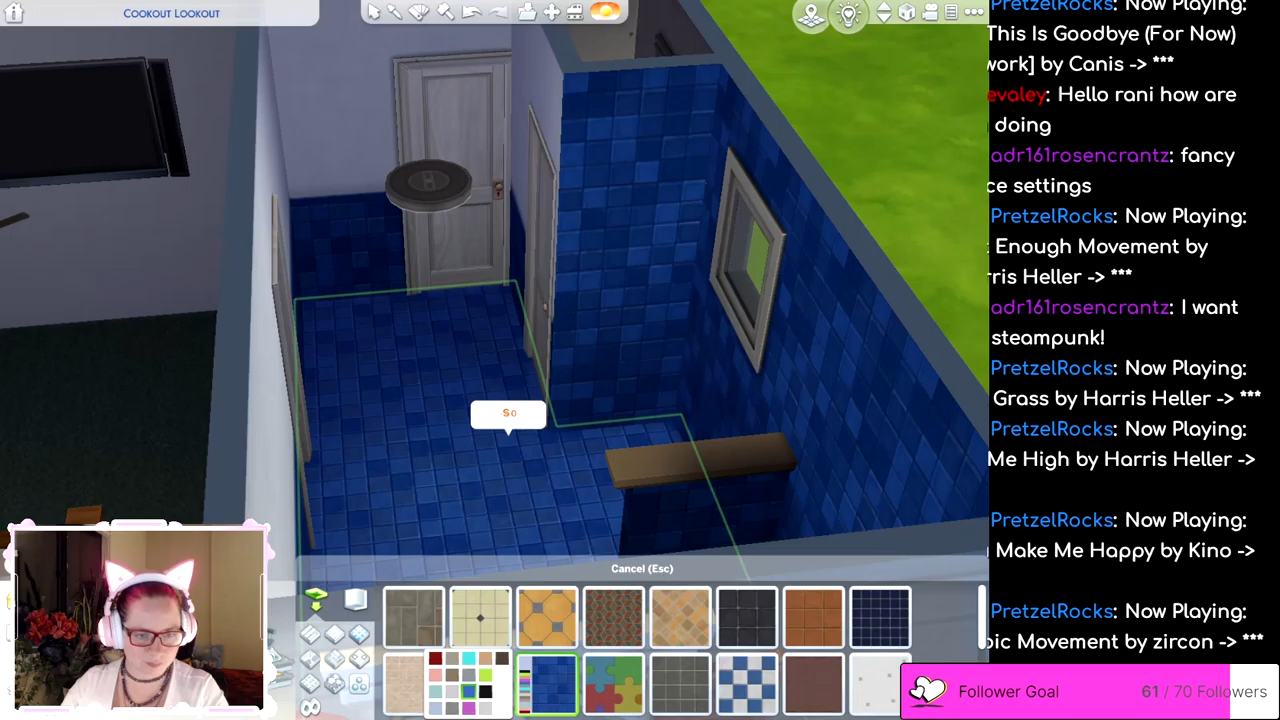 Cookout Lookout
PretzelRocks: Now Playing:
This Is Goodbye (For Now)
work] by Canis -> ***
evaley: Hello rani how are
doing
adr161rosencrantz: fancy
ce settings
PretzelRocks: Now Playing:
Enough Movement by
rris Heller -> ***
adr161rosencrantz: I want
steampunk!
PretzelRocks: Now Playing:
Grass by Harris Heller -> ***
PretzelRocks: Now Playing:
Me High by Harris Heller ->
PretzelRocks: Now Playing:
Make Me Happy by Kino ->
PretzelRocks: Now Playing:
pic Movement by zircon -> ***
§0
Cancel (Esc)
Follower Goal
61 / 70 Followers